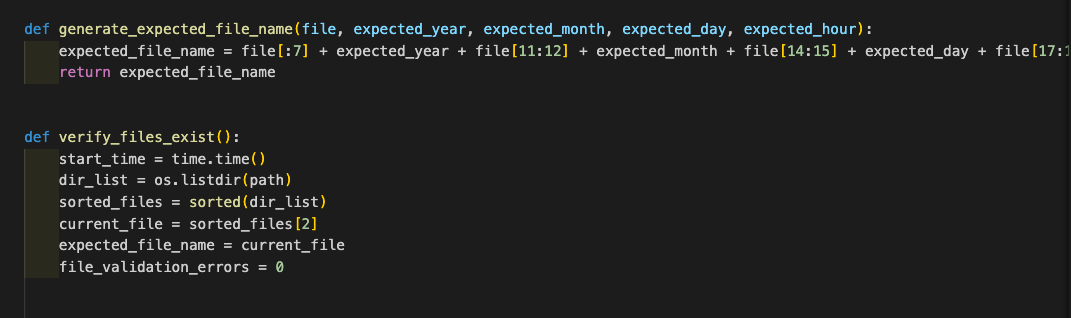 def generate_expected_file_name(file, expected_year, expected_month, expected_day, expected_hour):
    expected_file_name = file[:7] + expected_year + file[11:12] + expected_month + file[14:15] + expected_day + file[17:
    return expected_file_name
def verify_files_exist():
    start_time = time.time()
    dir_list = os.listdir(path)
    sorted_files = sorted(dir_list)
    current_file = sorted_files[2]
    expected_file_name = current_file
    file_validation_errors = 0